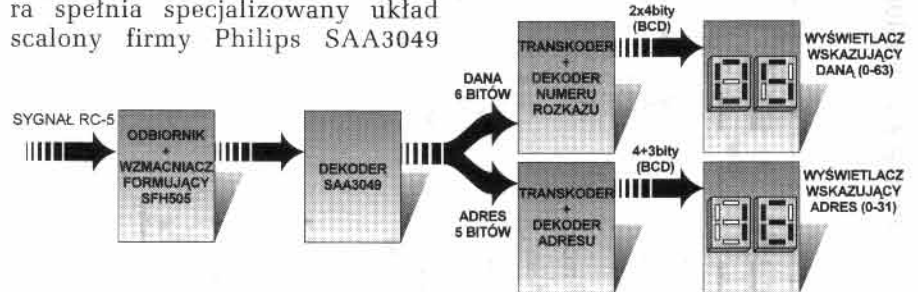 ra spełnia specjalizowany układ
scalony firmy Philips SAA3049
SYGNAŁ RC-5
ODBIORNIK
+
WZMACNIACZ
FORMUJĄCY
SFH505
DEKODER
SAA3049
DANA
6 BITÓW
TRANSKODER
+
DEKODER
NUMERU
ROZKAZU
2x4bity
(BCD)
WYŚWIETLACZ
WSKAZUJĄCY
DANĄ (0-63)
ADRES
5 BITÓW
TRANSKODER
+
DEKODER
ADRESU
4+3bity
(BCD)
WYŚWIETLACZ
WSKAZUJĄCY
ADRES (0-31)